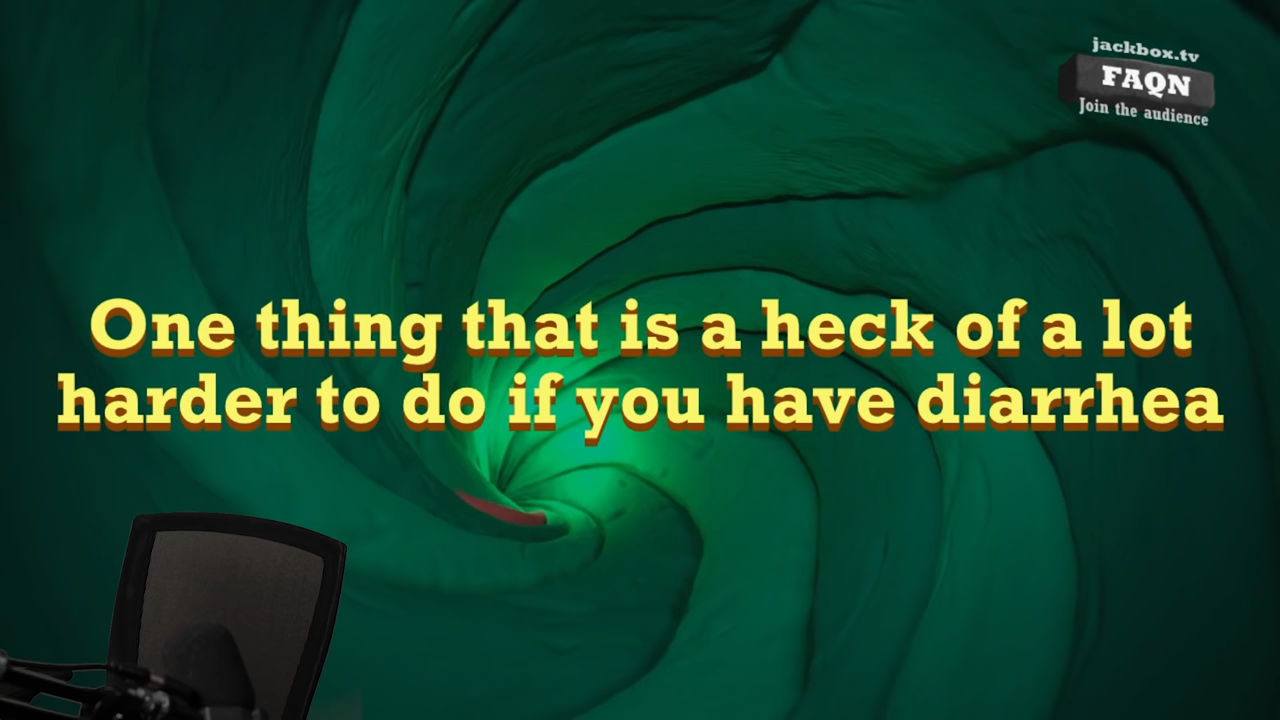 jackbox.tv
FAQN
Join the audience
One thing that is a heck of a lot
harder to do if you have diarrhea